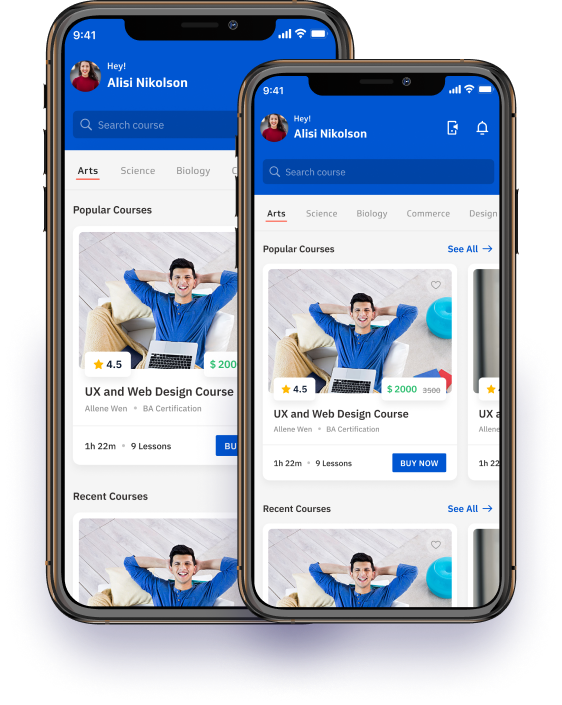 9:41
Hey!
Alisi Nikolson
Search course
Arts Science Biology C
Popular Courses
4.5
$ 200
UX and Web Design Course
Allene Wen • BA Certification
1h 22m • 9 Lessons
BU
Recent Courses
9:41
Hey!
Alisi Nikolson
Search course
Arts Science Biology Commerce Design
Popular Courses See All →
4.5
$ 2000 3500
UX and Web Design Course
Allene Wen • BA Certification
1h 22m • 9 Lessons
BUY NOW
UX a
Allene
1h 22
Recent Courses See All →